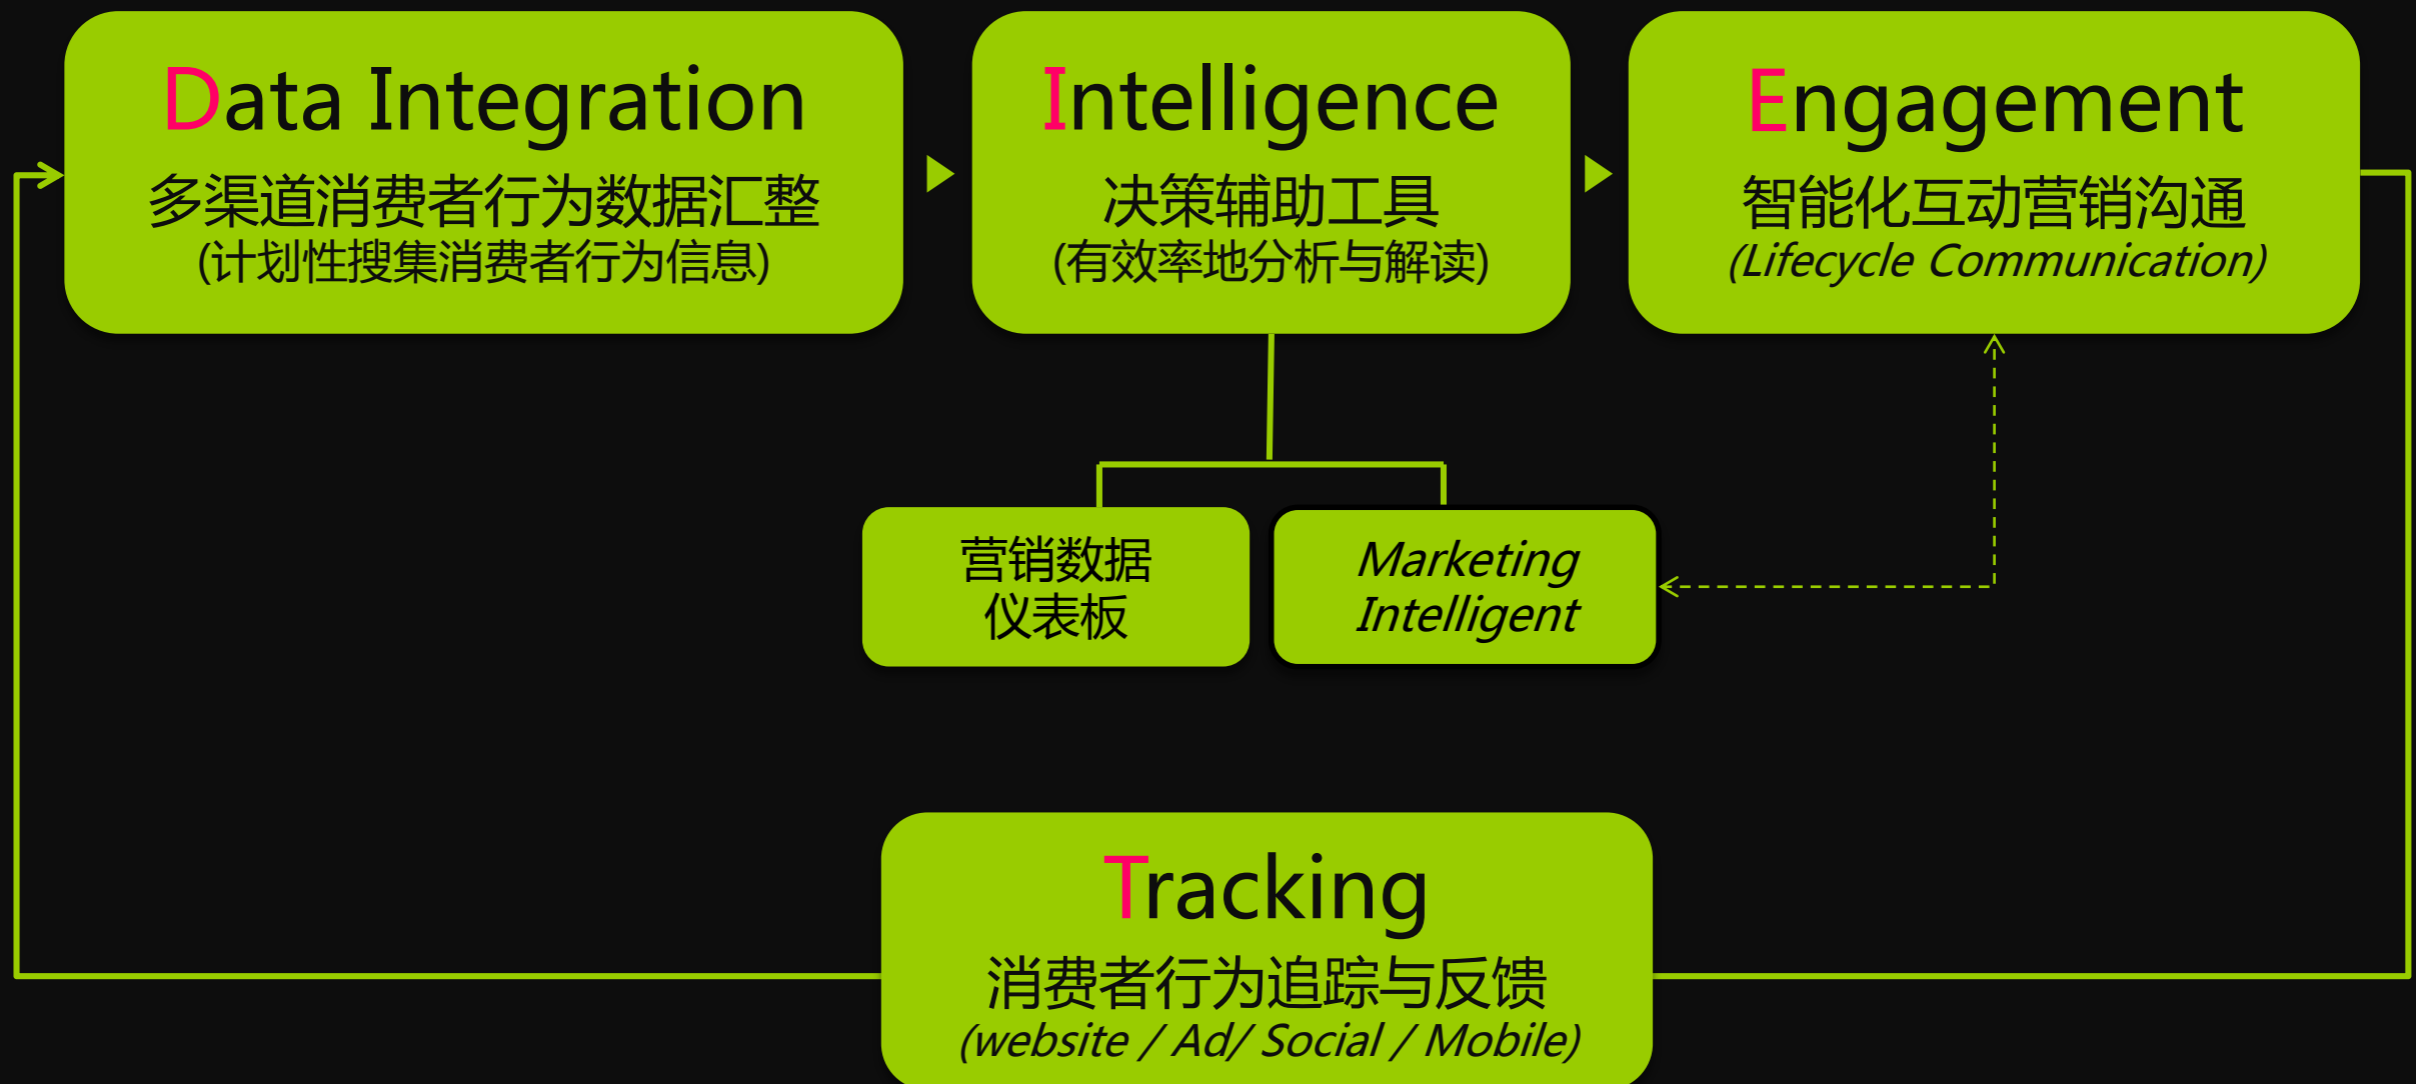 Data Integration
多渠道消费者行为数据汇整
(计划性搜集消费者行为信息)
Intelligence
决策辅助工具
(有效率地分析与解读)
Engagement
智能化互动营销沟通
(Lifecycle Communication)
营销数据
仪表板
Marketing
Intelligent
Tracking
消费者行为追踪与反馈
(website / Ad/ Social / Mobile)